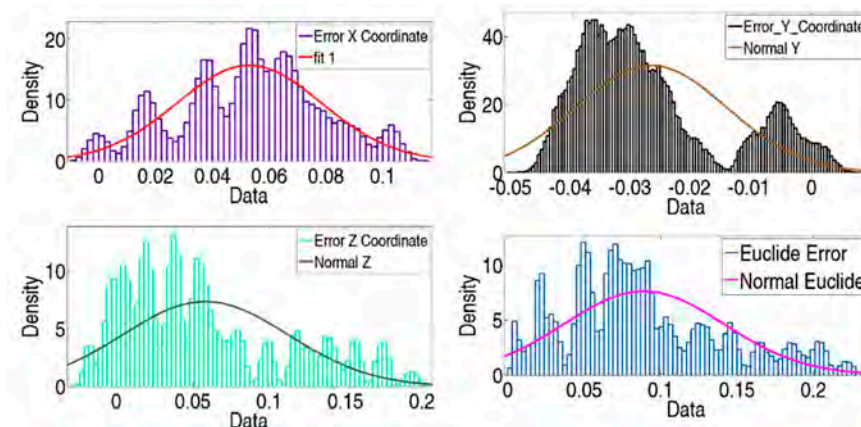 Error X Coordinate
fit 1
Density
20
10
0
0 0.02 0.04 0.06 0.08 0.1
Data
Error_Y_Coordinate
Normal Y
Density
40
20
0
-0.05 -0.04 -0.03 -0.02 -0.01 0
Data
Error Z Coordinate
Normal Z
Density
10
5
0
0 0.05 0.1 0.15 0.2
Data
Euclide Error
Normal Euclide
Density
10
5
0
0 0.05 0.1 0.15 0.2
Data